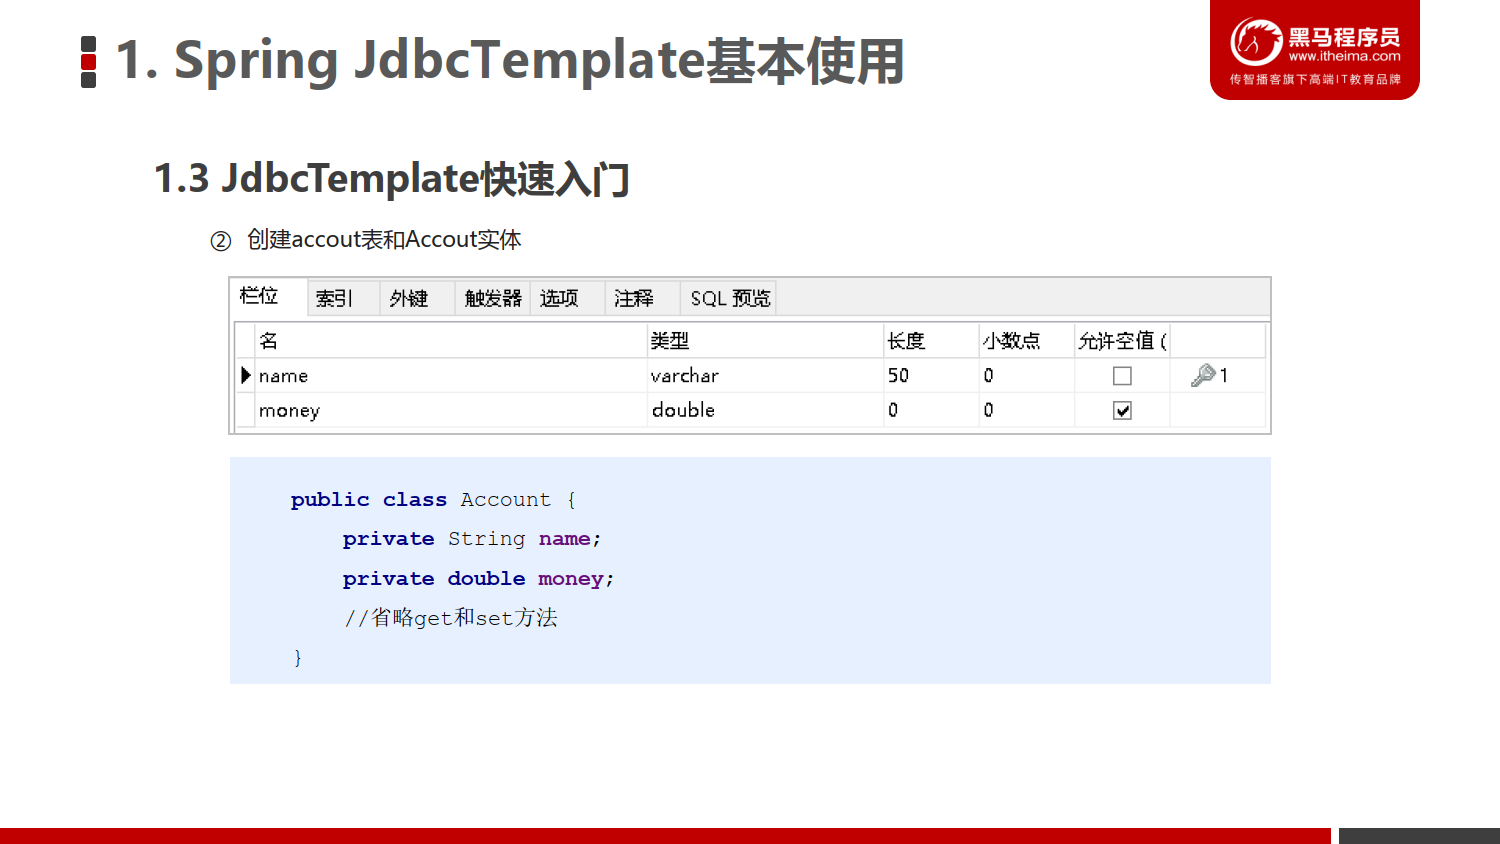 1. Spring JdbcTemplate基本使用
黑马程序员
www.itheima.com
传智播客旗下高端IT教育品牌
1.3 JdbcTemplate快速入门
② 创建accout表和Accout实体
栏位 索引 外键 触发器 选项 注释 SQL 预览
名 类型 长度 小数点 允许空值 (
name varchar 50 0 1
money double 0 0
public class Account {
private String name;
private double money;
//省略get和set方法
}